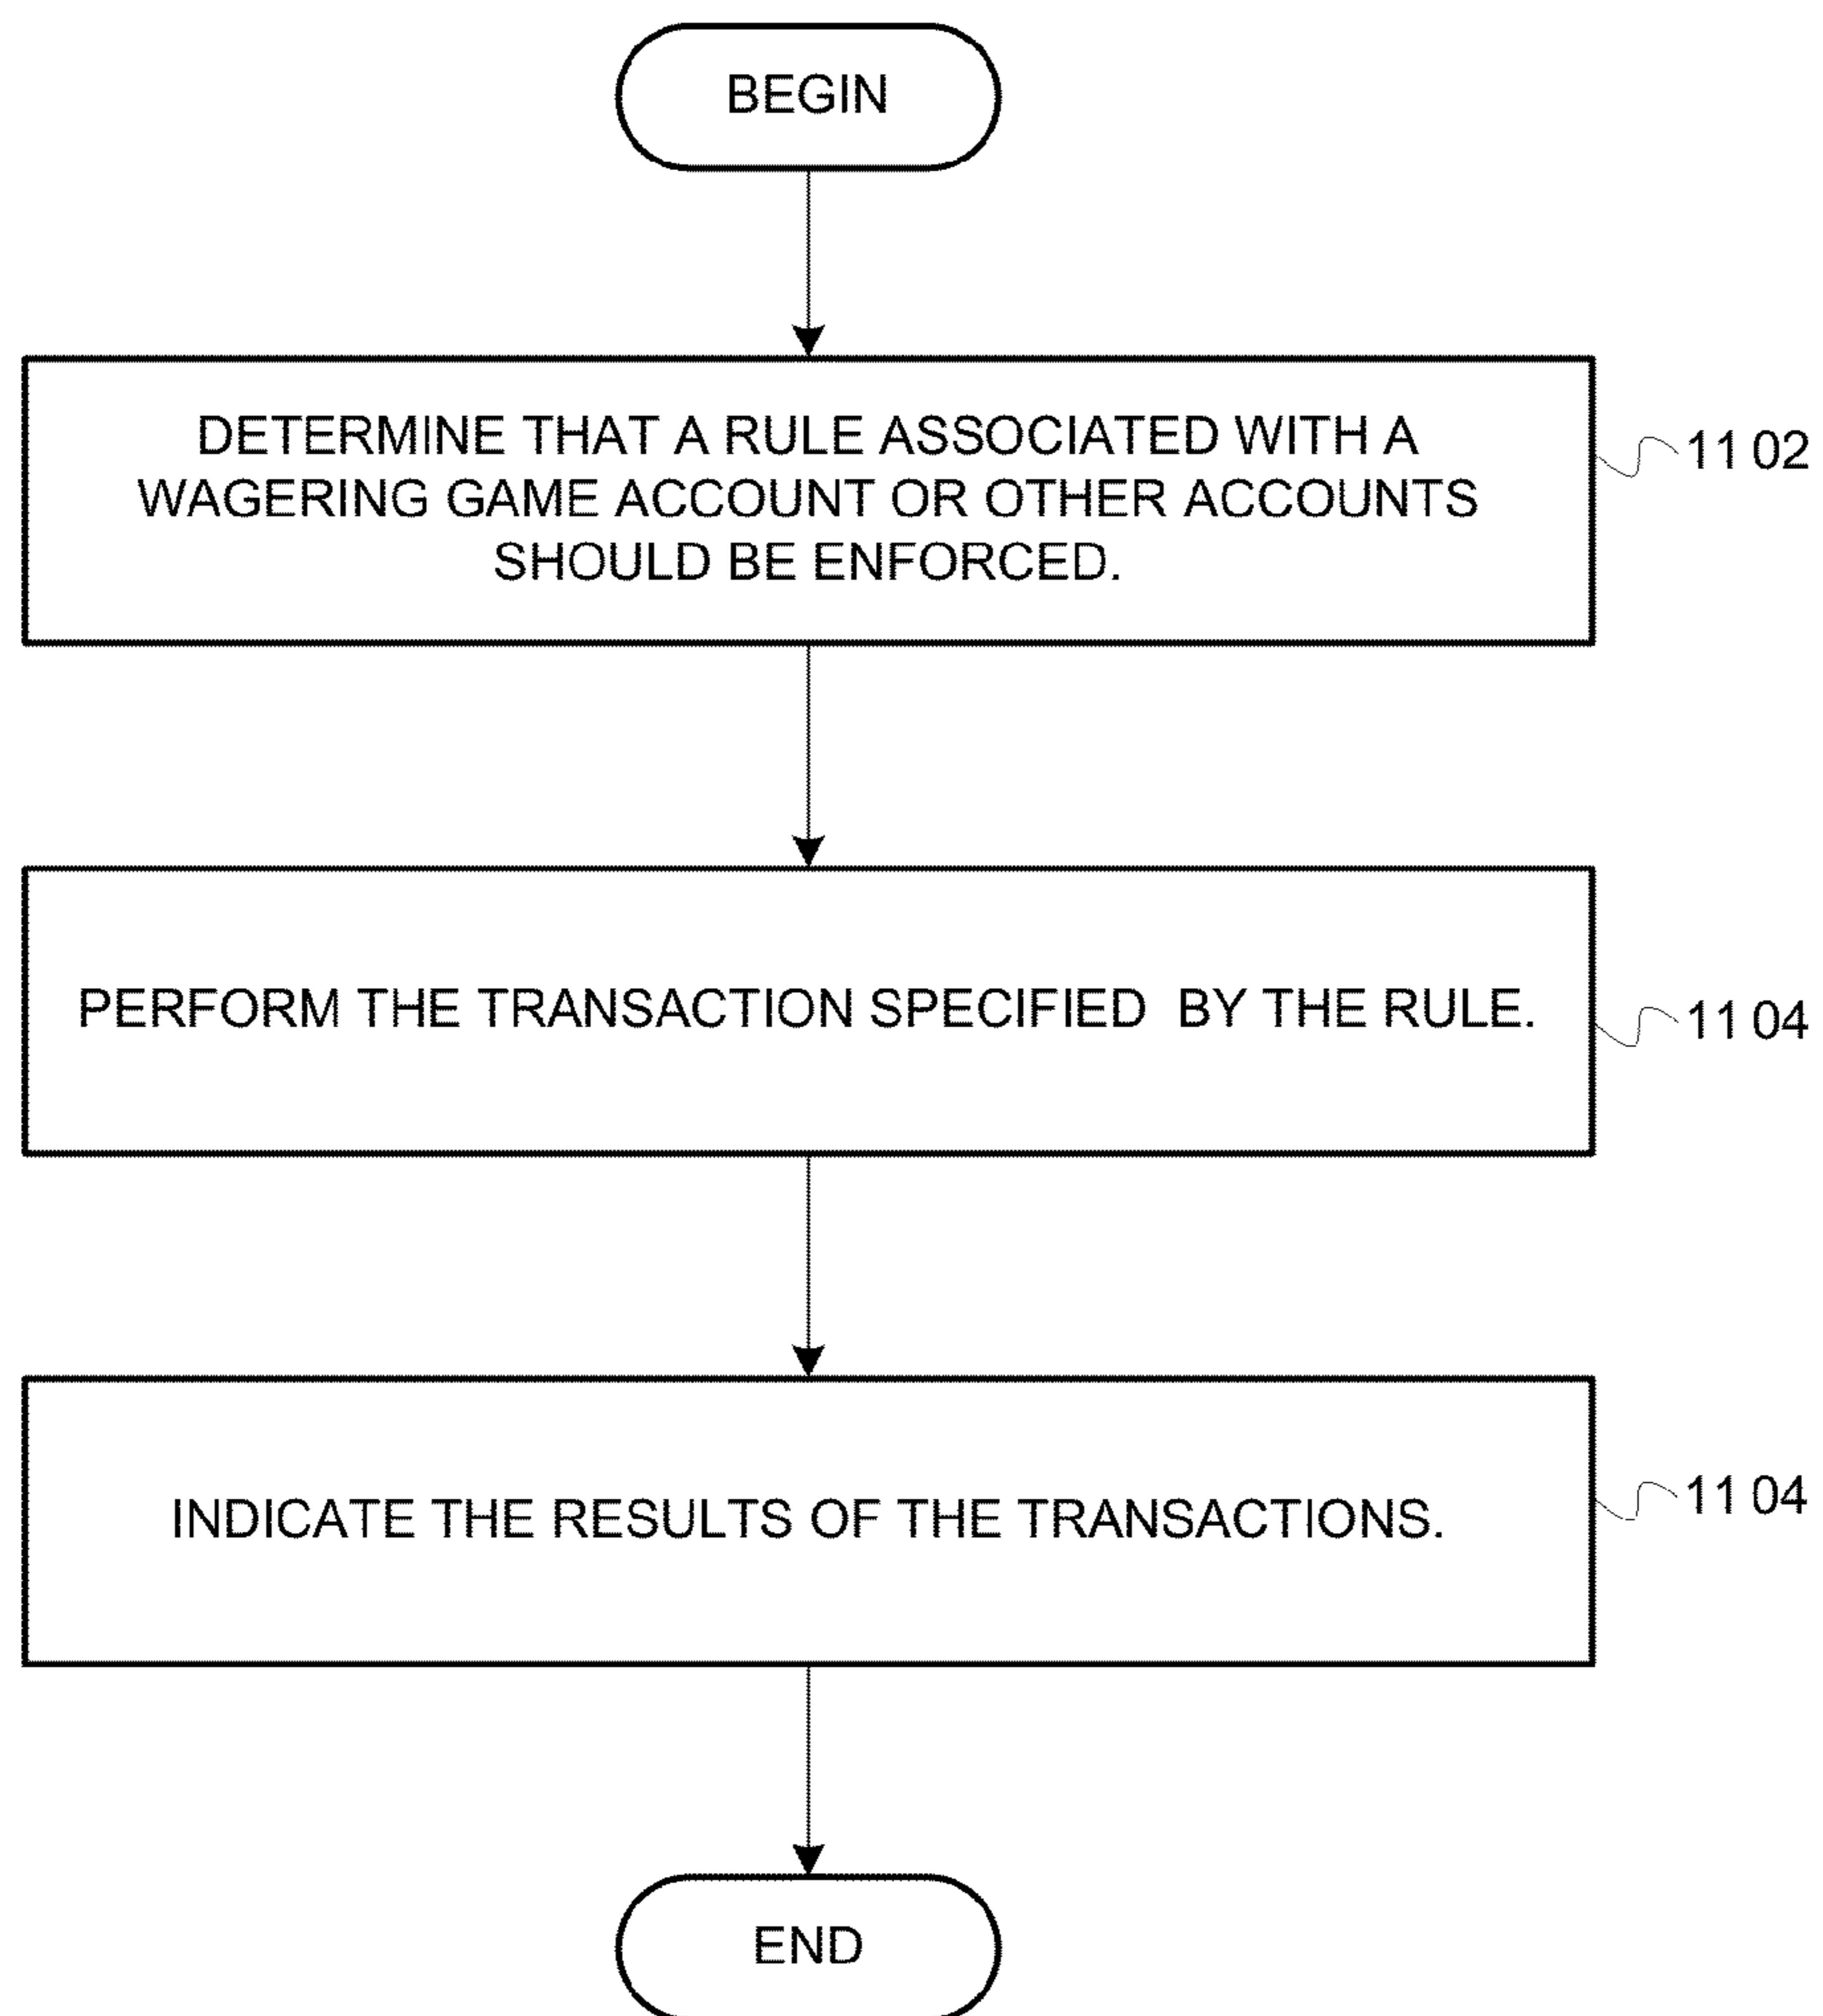 BEGIN
DETERMINE THAT A RULE ASSOCIATED WITH A
WAGERING GAME ACCOUNT OR OTHER ACCOUNTS
SHOULD BE ENFORCED.
1102
PERFORM THE TRANSACTION SPECIFIED BY THE RULE.
1104
INDICATE THE RESULTS OF THE TRANSACTIONS.
1104
END